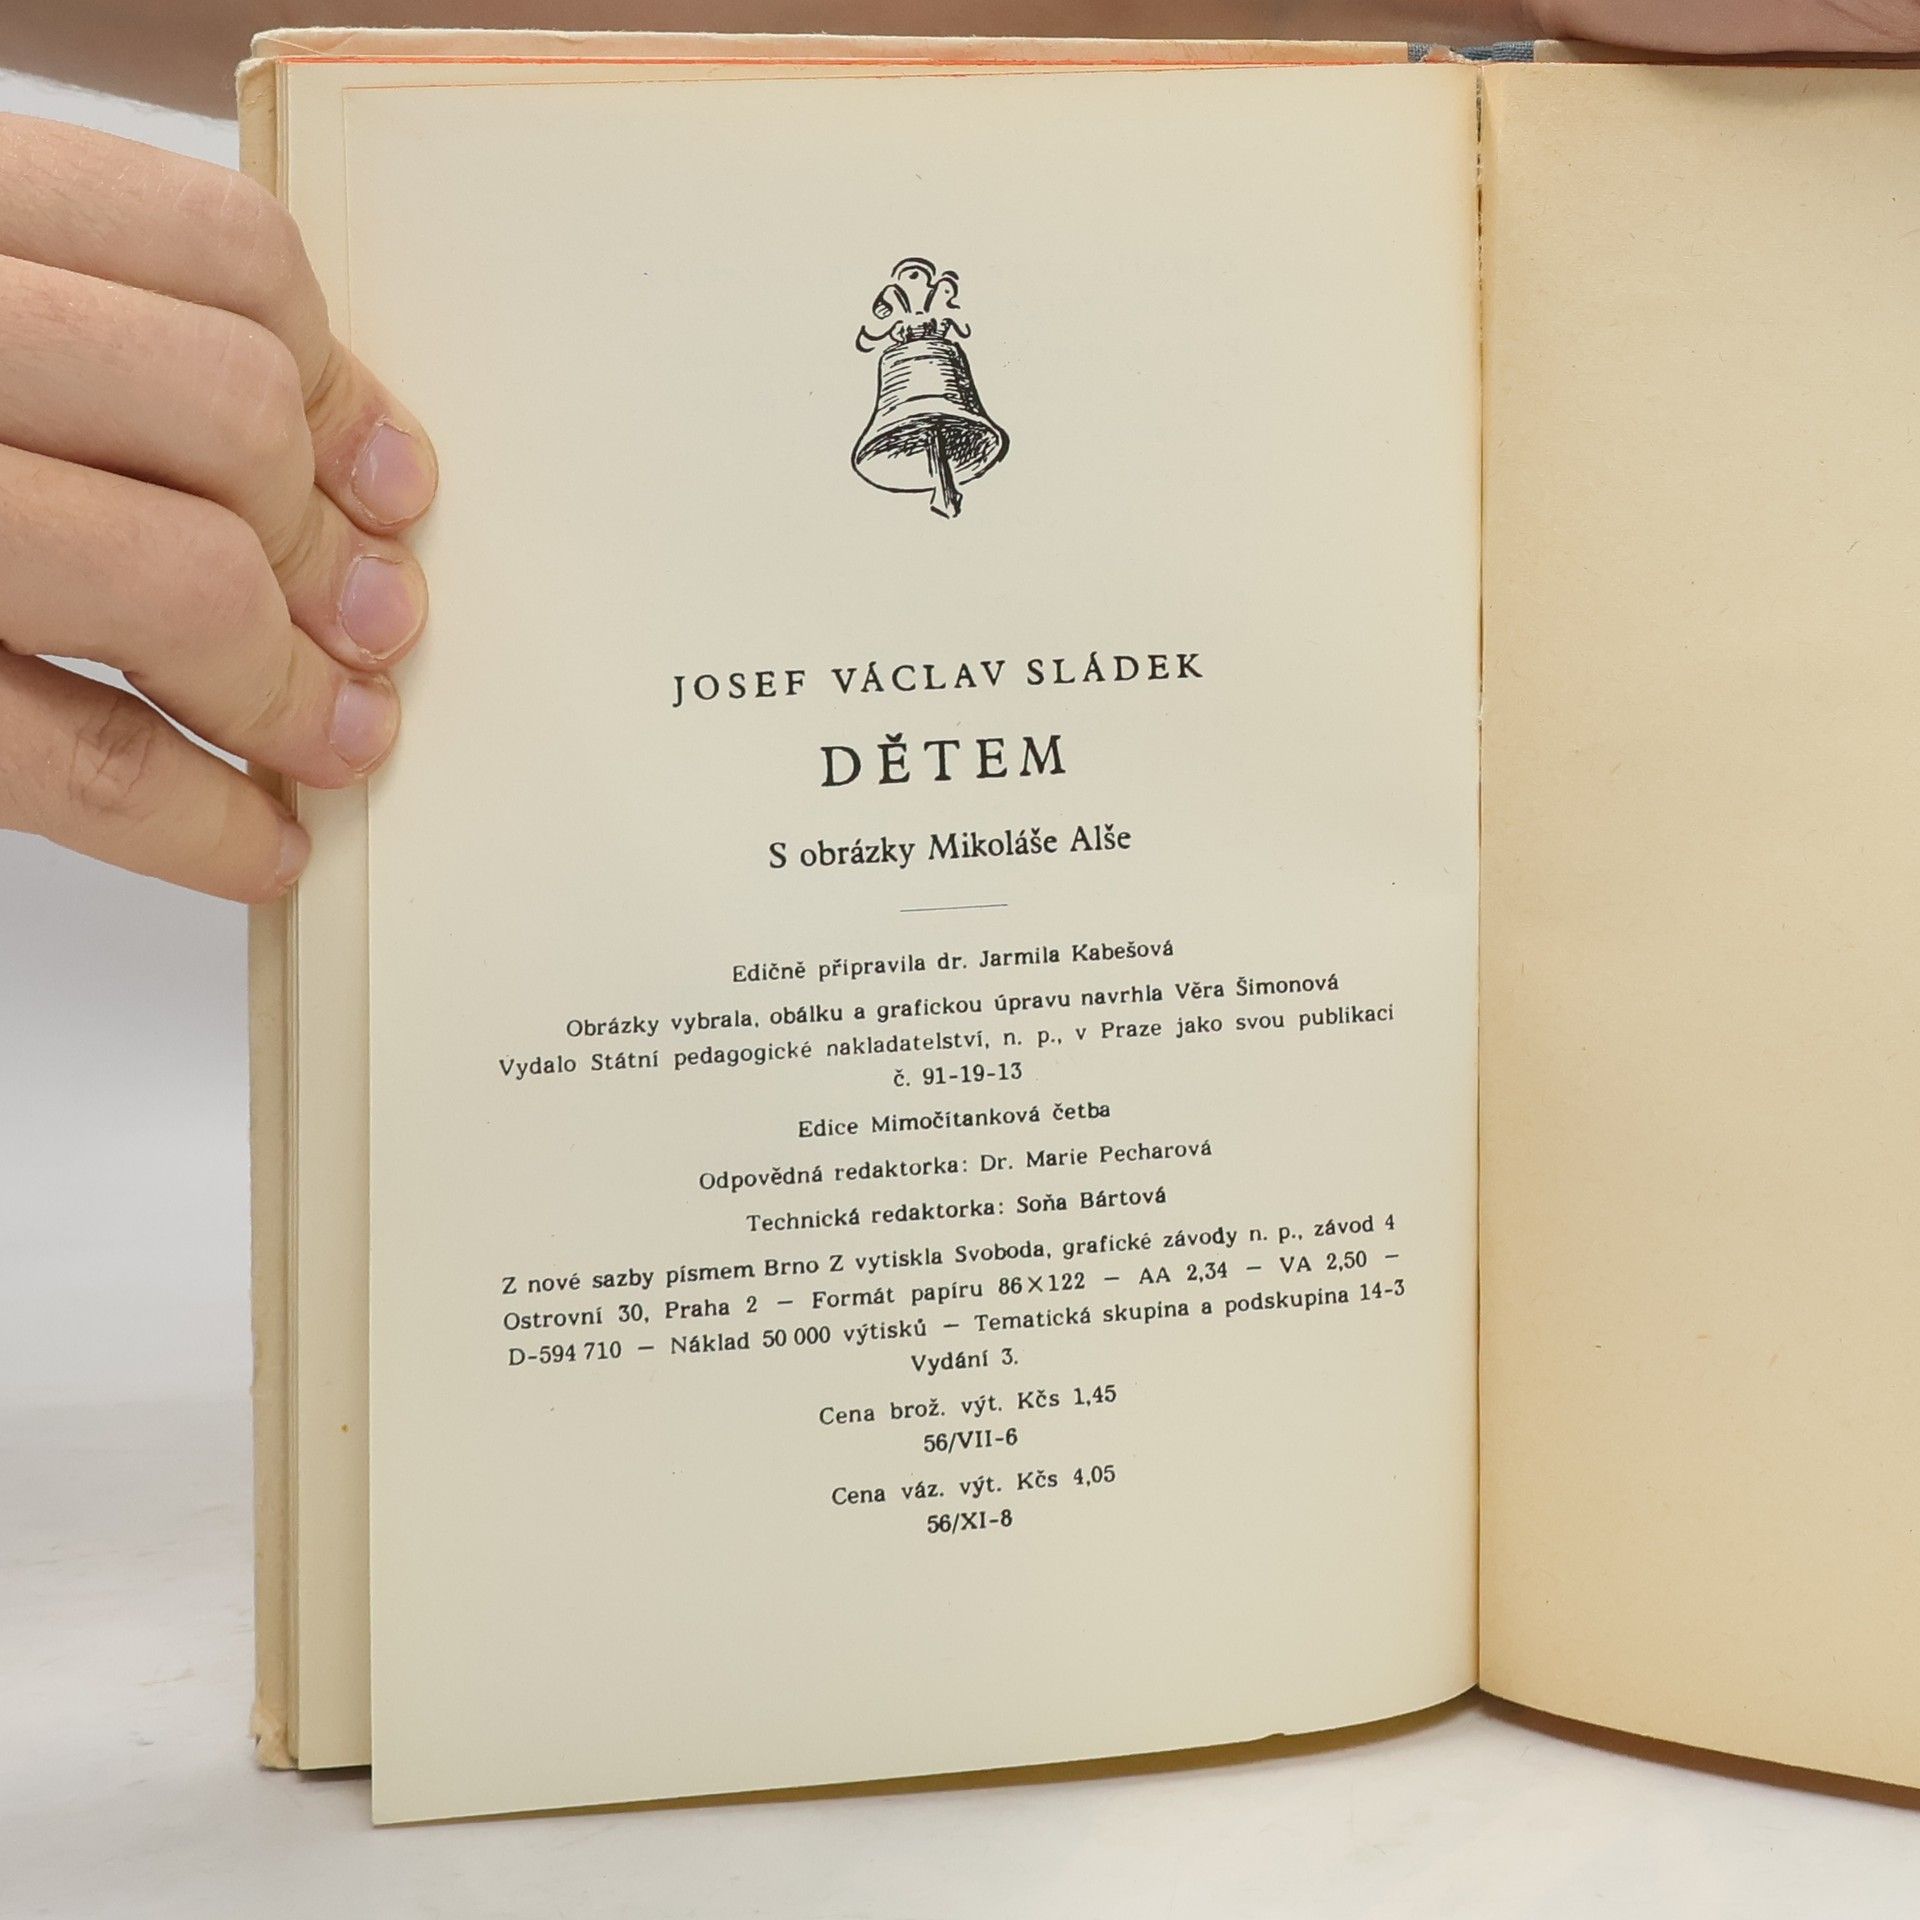 JOSEF VÁCLAV SLÁDEK
DĚTEM
S obrázky Mikoláše Alše
Edičně připravila dr. Jarmila Kabešová
Obrázky vybrala, obálku a grafickou úpravu navrhla Věra Šimonová
Vydalo Státní pedagogické nakladatelství, n. p., v Praze jako svou publikaci
č. 91-19-13
Edice Mimočítanková četba
Odpovědná redaktorka: Dr. Marie Pecharová
Technická redaktorka: Soňa Bártová
Z nové sazby písmem Brno Z vytiskla Svoboda, grafické závody n. p., závod 4
Ostrovní 30, Praha 2 — Formát papíru 86×122 — AA 2,34 — VA 2,50 —
D-594 710 — Náklad 50 000 výtisků — Tematická skupina a podskupina 14-3
Vydání 3.
Cena brož. výt. Kčs 1,45
56/VII-6
Cena váz. výt. Kčs 4,05
56/XI-8